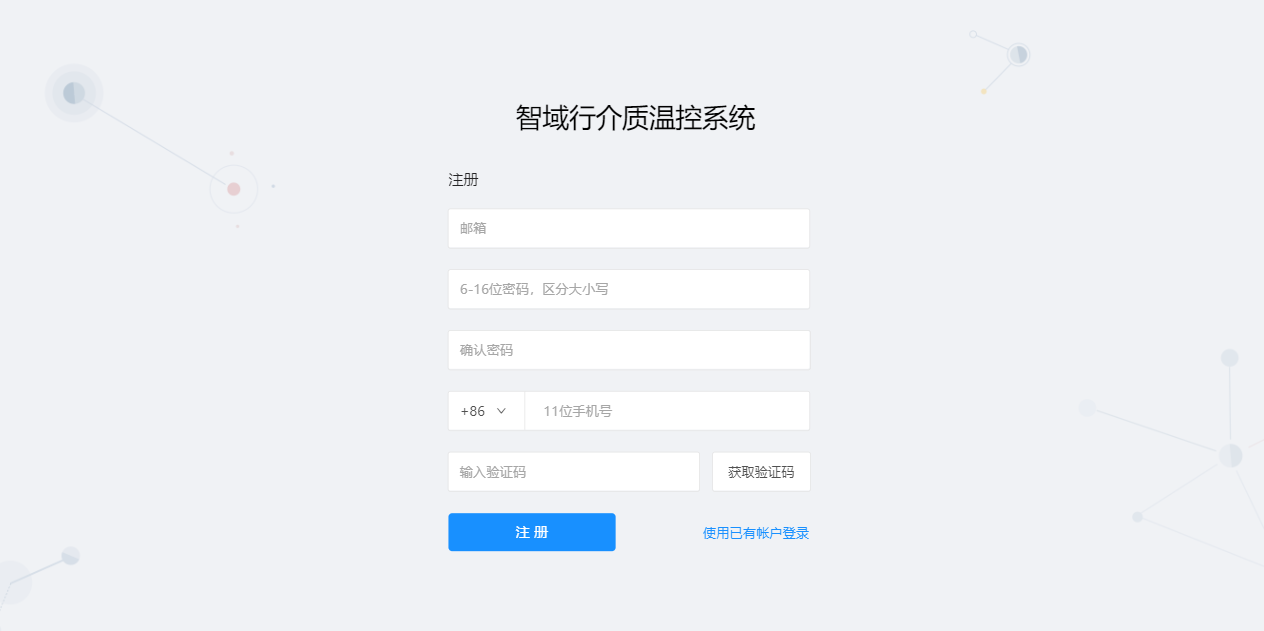 智域行介质温控系统
注册
邮箱
6-16位密码，区分大小写
确认密码
+86 11位手机号
输入验证码 获取验证码
注 册 使用已有帐户登录